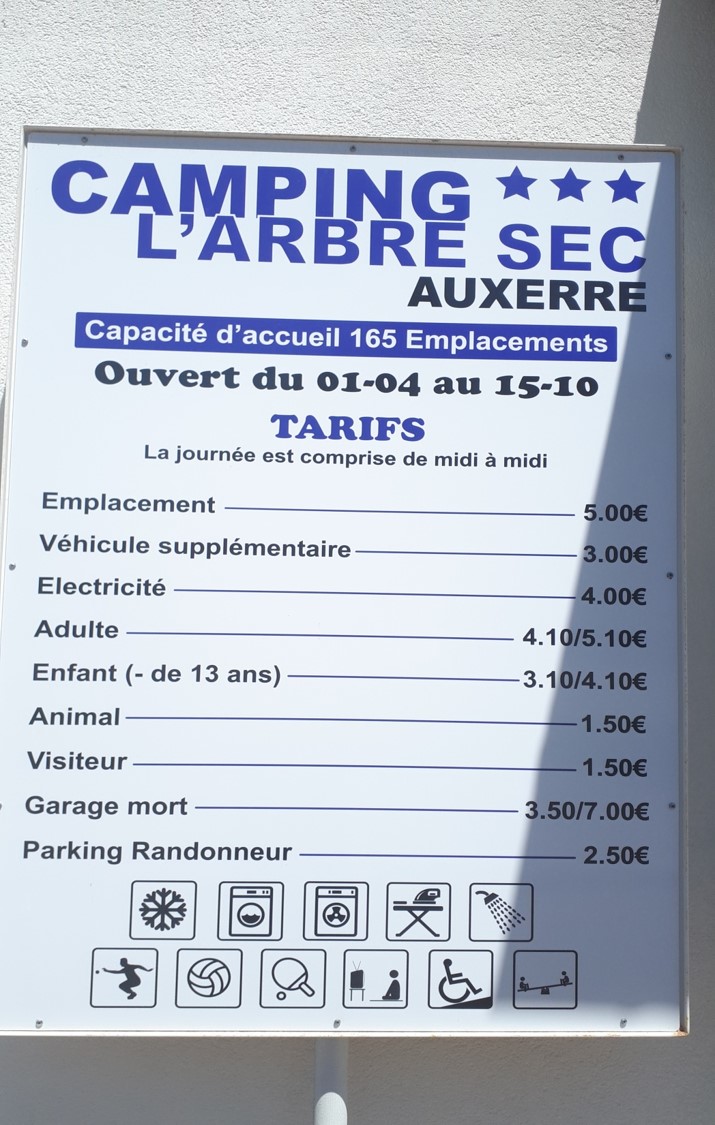 CAMPING ★★★
L'ARBRE SEC
AUXERRE
Capacité d'accueil 165 Emplacements
Ouvert du 01-04 au 15-10
TARIFS
La journée est comprise de midi à midi
Emplacement 5.00€
Véhicule supplémentaire 3.00€
Electricité 4.00€
Adulte 4.10/5.10€
Enfant (- de 13 ans) 3.10/4.10€
Animal 1.50€
Visiteur 1.50€
Garage mort 3.50/7.00€
Parking Randonneur 2.50€